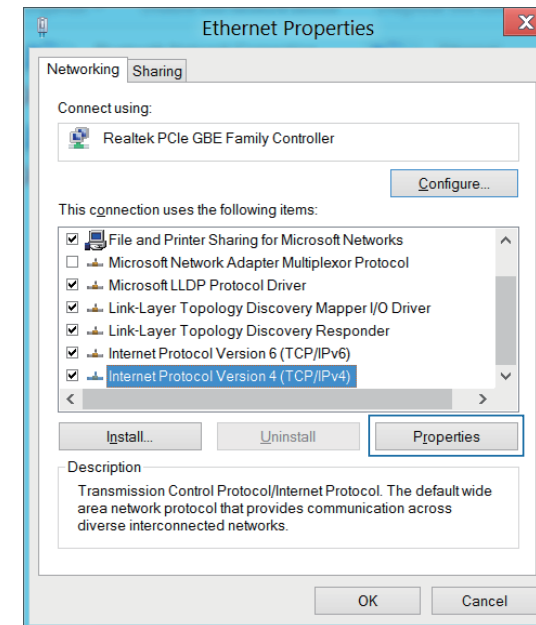 Ethernet Properties
X
Networking Sharing
Connect using:
Realtek PCIe GBE Family Controller
Configure...
This connection uses the following items:
File and Printer Sharing for Microsoft Networks
Microsoft Network Adapter Multiplexor Protocol
Microsoft LLDP Protocol Driver
Link-Layer Topology Discovery Mapper I/O Driver
Link-Layer Topology Discovery Responder
Internet Protocol Version 6 (TCP/IPv6)
Internet Protocol Version 4 (TCP/IPv4)
Install... Uninstall Properties
Description
Transmission Control Protocol/Internet Protocol. The default wide
area network protocol that provides communication across
diverse interconnected networks.
OK Cancel